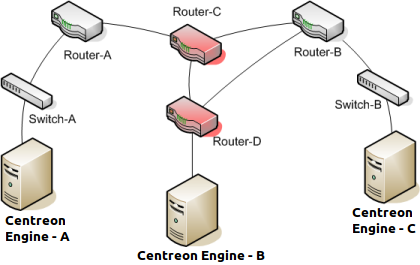 Router-C
Router-A
Router-B
Switch-A
Switch-B
Router-D
Centreon
Engine - A
Centreon Engine - B
Centreon
Engine - C